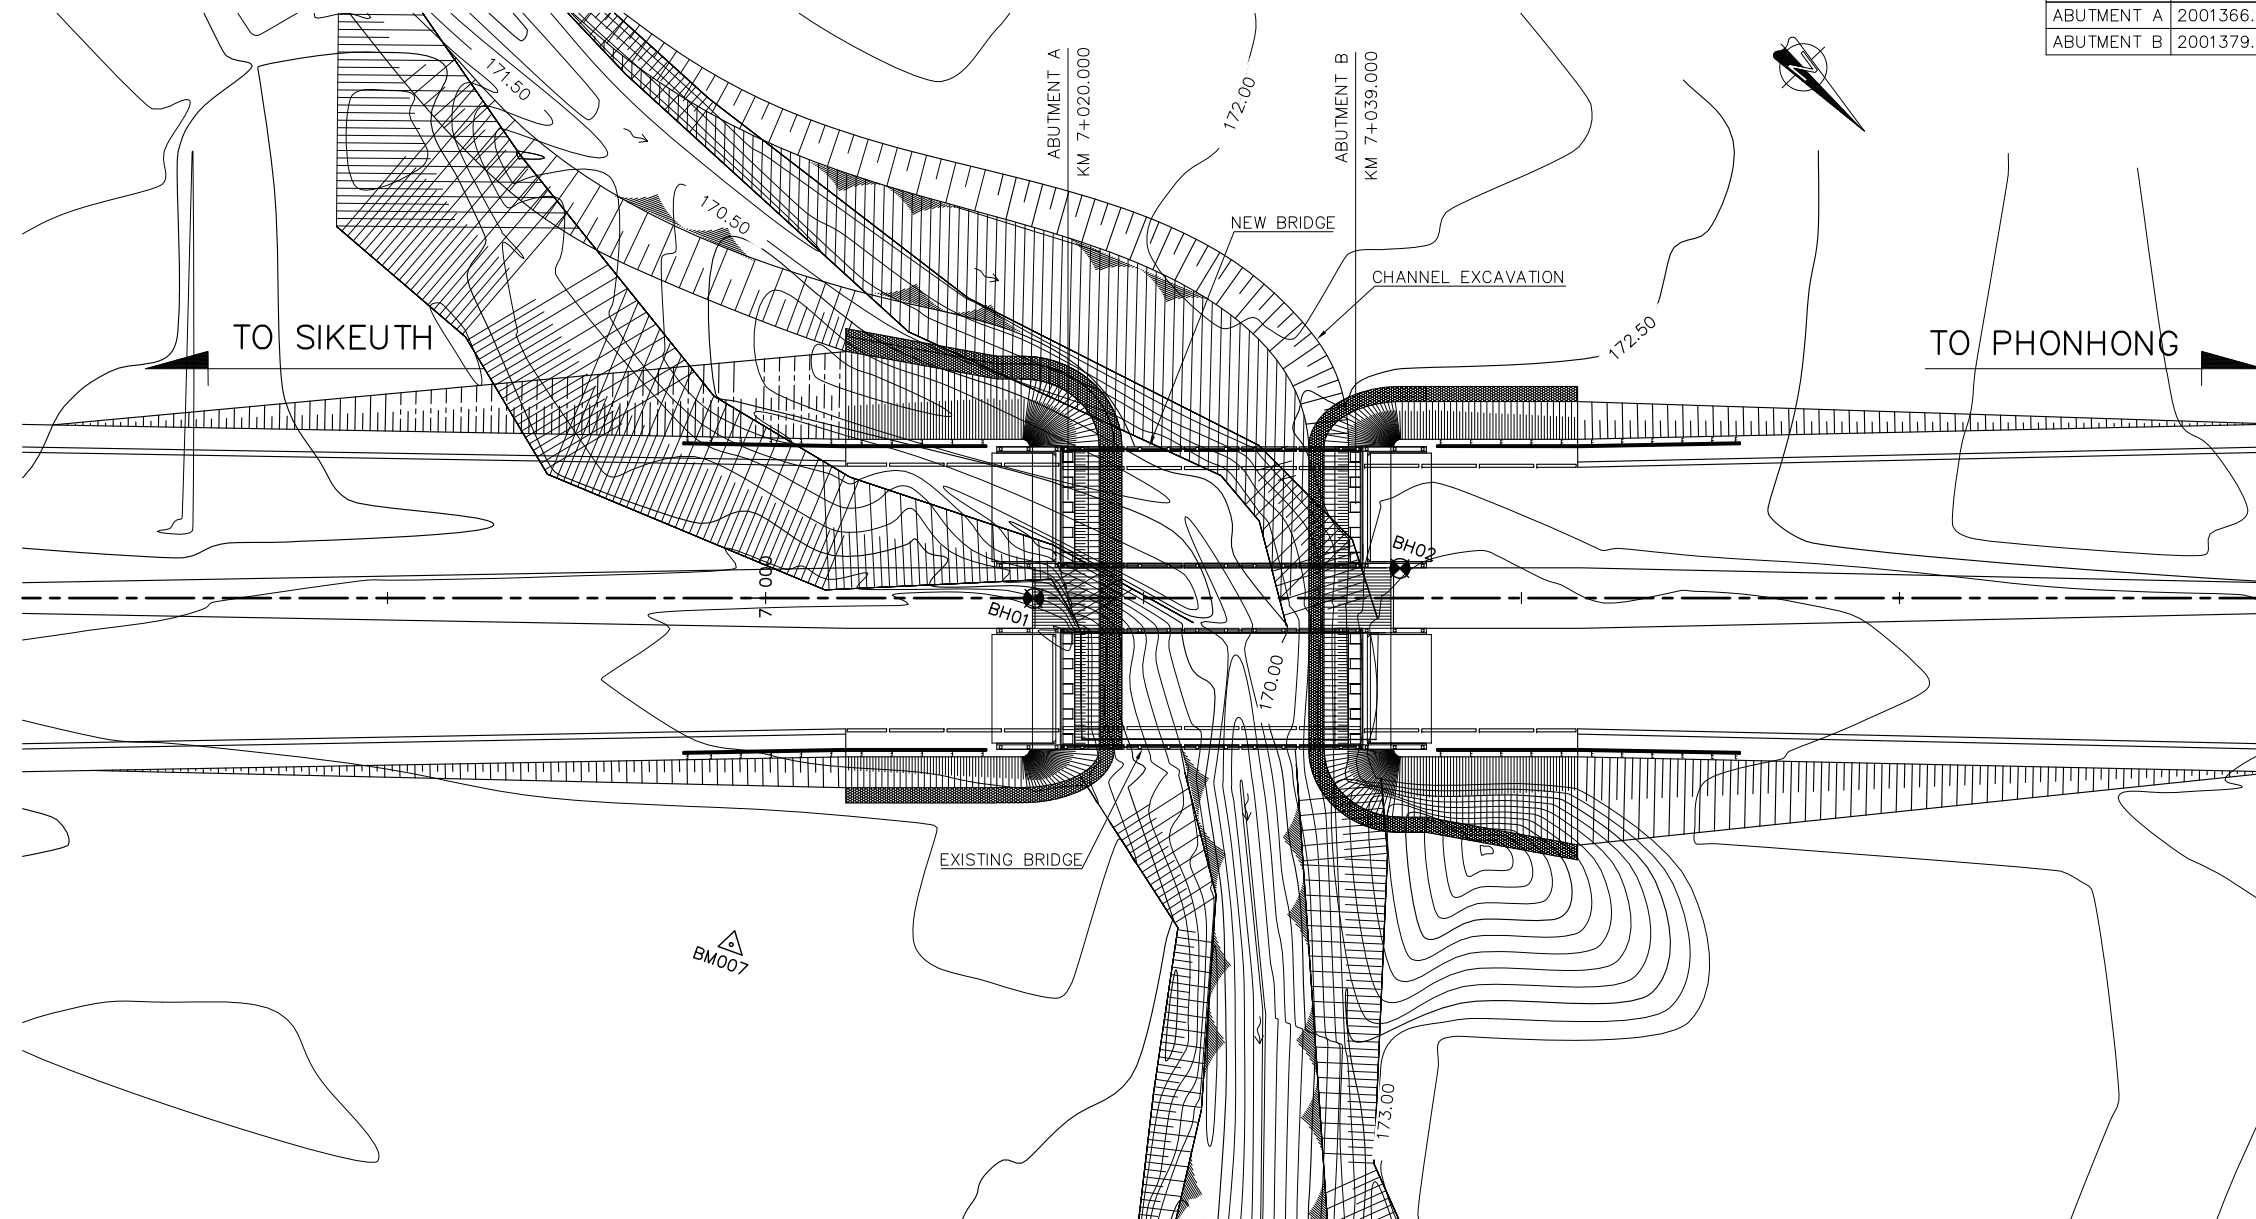 ABUTMENT A 2001366.
ABUTMENT B 2001379.
171.50
ABUTMENT A
KM 7+020.000
172.00
ABUTMENT B
KM 7+039.000
170.50
NEW BRIDGE
CHANNEL EXCAVATION
TO SIKEUTH
172.50
TO PHONHONG
BH02
7+000
BH01
170.00
EXISTING BRIDGE
BM007
173.00